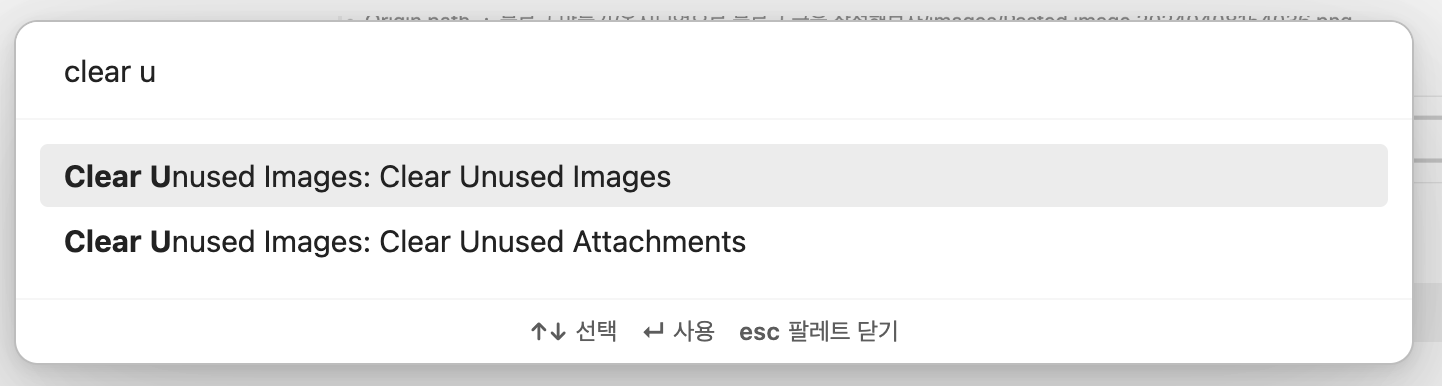 clear u
Clear Unused Images: Clear Unused Images
Clear Unused Images: Clear Unused Attachments
↑↓ 선택 ↵ 사용 esc 팔레트 닫기